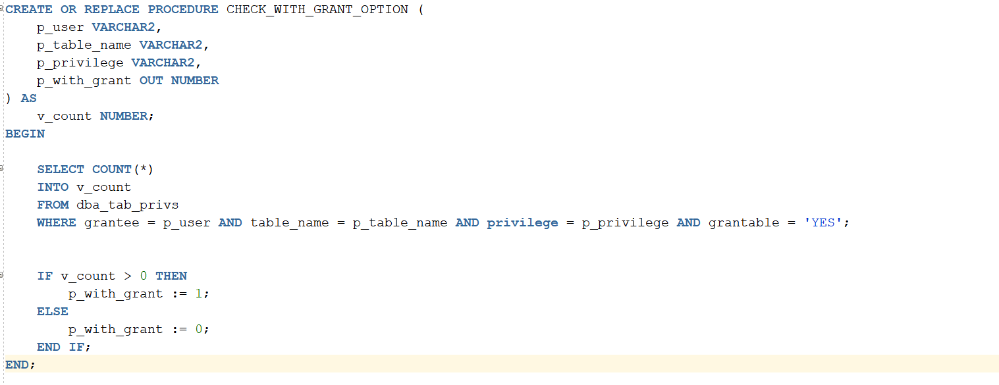 CREATE OR REPLACE PROCEDURE CHECK_WITH_GRANT_OPTION (
    p_user VARCHAR2,
    p_table_name VARCHAR2,
    p_privilege VARCHAR2,
    p_with_grant OUT NUMBER
) AS
    v_count NUMBER;
BEGIN
    SELECT COUNT(*)
    INTO v_count
    FROM dba_tab_privs
    WHERE grantee = p_user AND table_name = p_table_name AND privilege = p_privilege AND grantable = 'YES';
    IF v_count > 0 THEN
        p_with_grant := 1;
    ELSE
        p_with_grant := 0;
    END IF;
END;